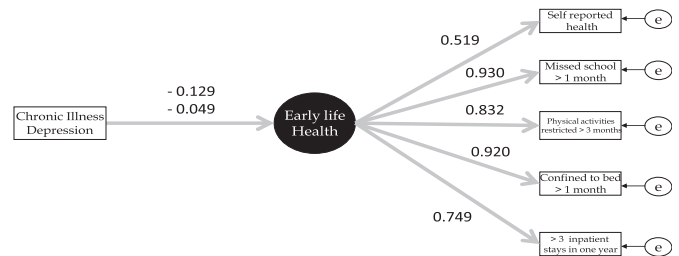 Chronic Illness
Depression
- 0.129
- 0.049
Early life
Health
0.519
0.930
0.832
0.920
0.749
Self reported
health
e
Missed school
> 1 month
e
Physical activities
restricted > 3 months
e
Confined to bed
> 1 month
e
> 3 inpatient
stays in one year
e